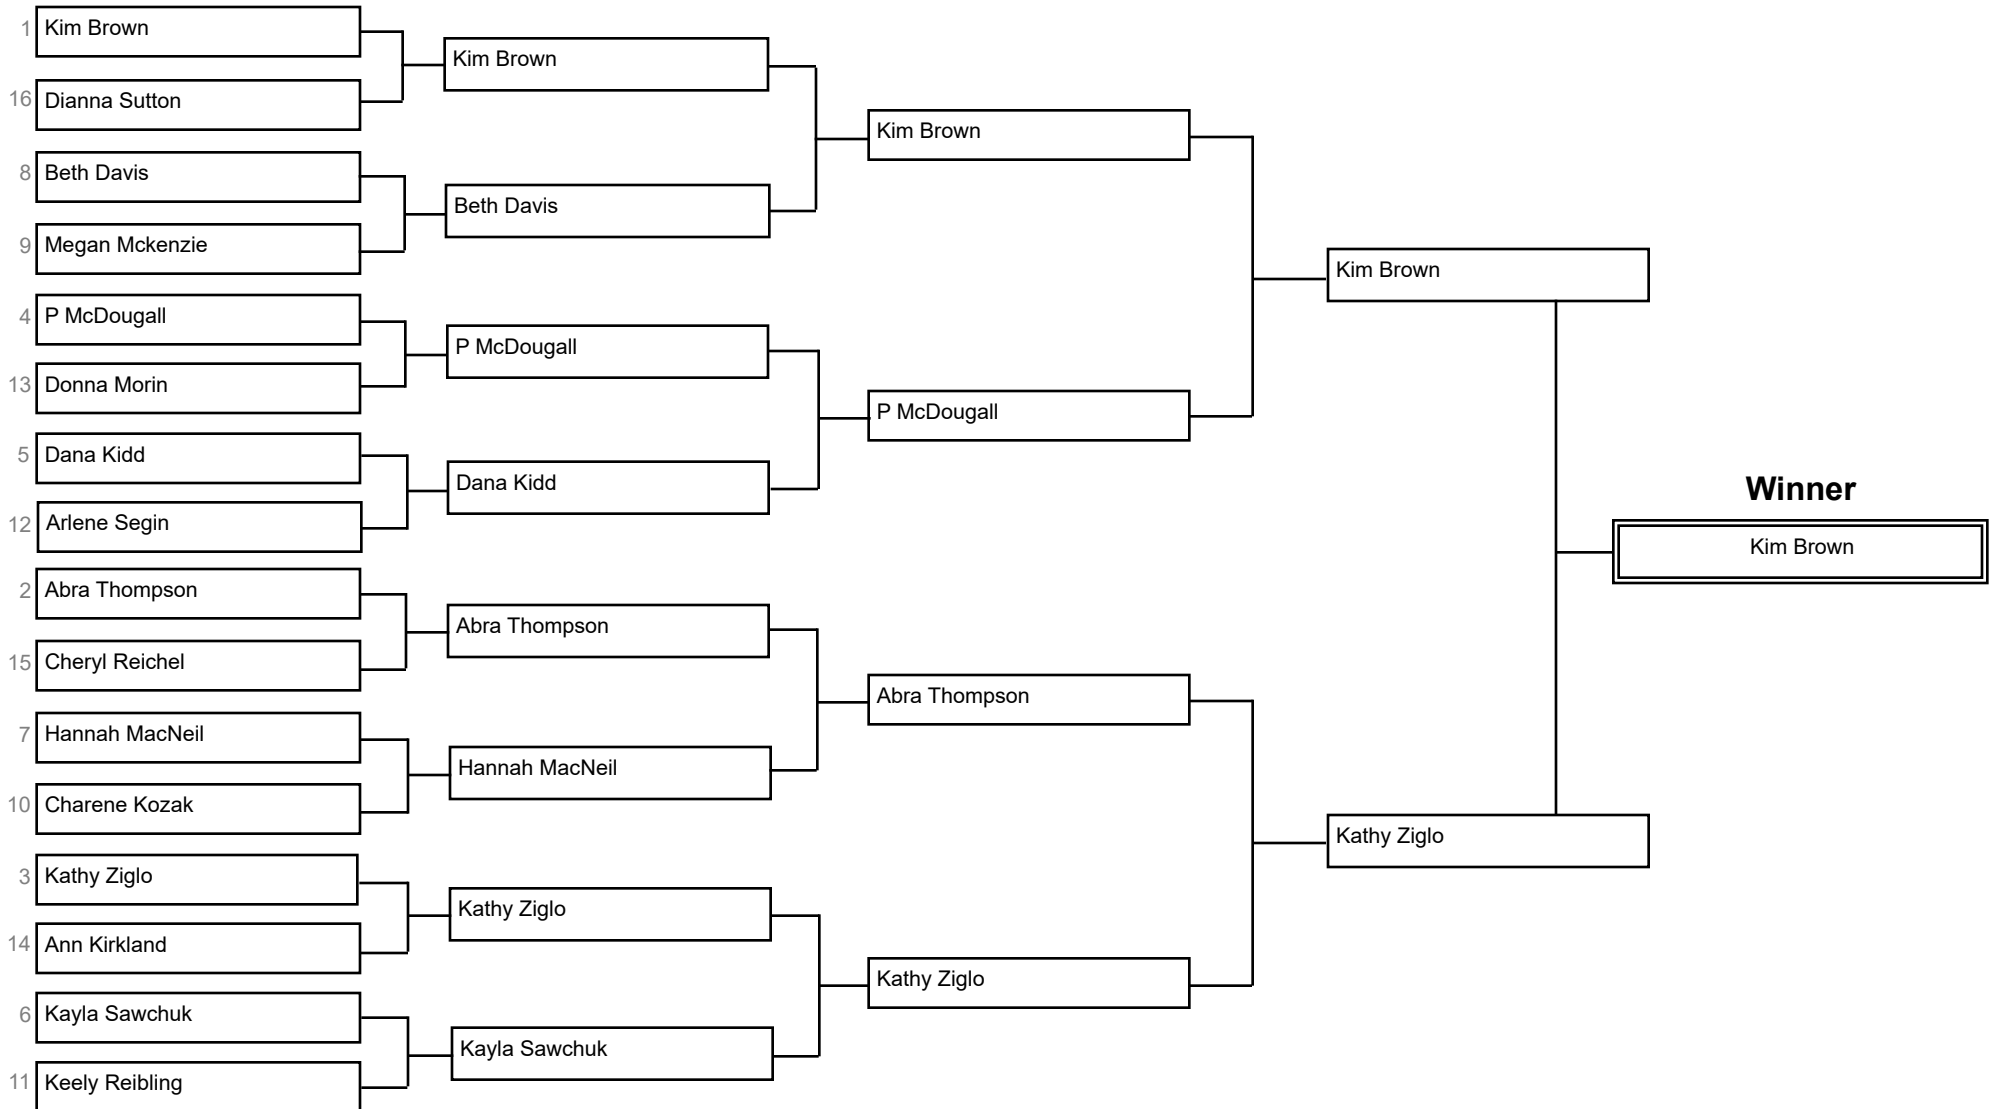 1 Kim Brown
16 Dianna Sutton
8 Beth Davis
9 Megan Mckenzie
4 P McDougall
13 Donna Morin
5 Dana Kidd
12 Arlene Segin
2 Abra Thompson
15 Cheryl Reichel
7 Hannah MacNeil
10 Charene Kozak
3 Kathy Ziglo
14 Ann Kirkland
6 Kayla Sawchuk
11 Keely Reibling
Kim Brown
Beth Davis
P McDougall
Dana Kidd
Abra Thompson
Hannah MacNeil
Kathy Ziglo
Kayla Sawchuk
Kim Brown
P McDougall
Abra Thompson
Kathy Ziglo
Kim Brown
Kathy Ziglo
Winner
Kim Brown